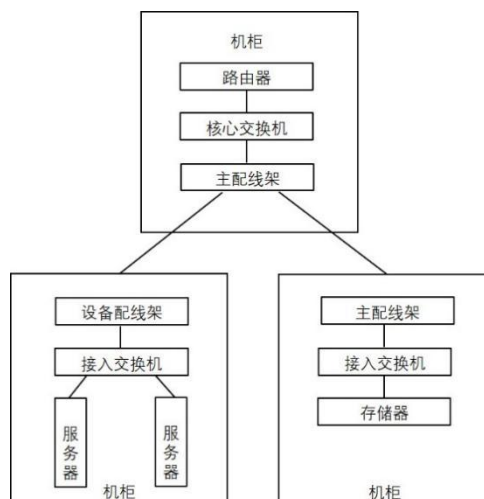 机柜
路由器
核心交换机
主配线架
设备配线架
接入交换机
服务器
服务器
机柜
主配线架
接入交换机
存储器
机柜